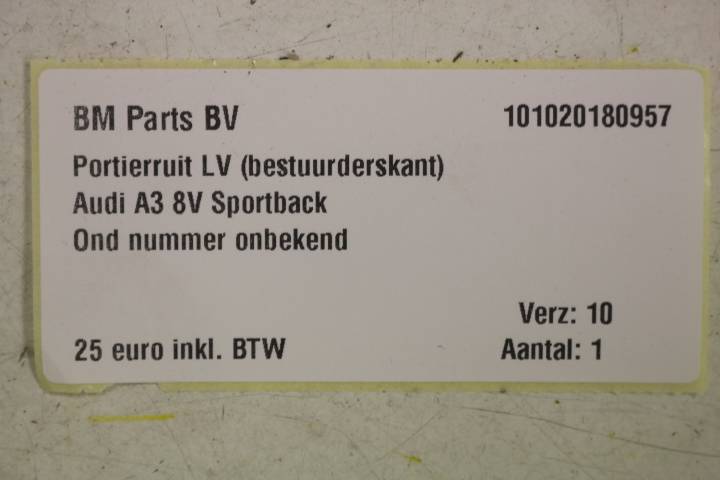 BM Parts BV 101020180957
Portierruit LV (bestuurderskant)
Audi A3 8V Sportback
Ond nummer onbekend
Verz: 10
25 euro inkl. BTW Aantal: 1